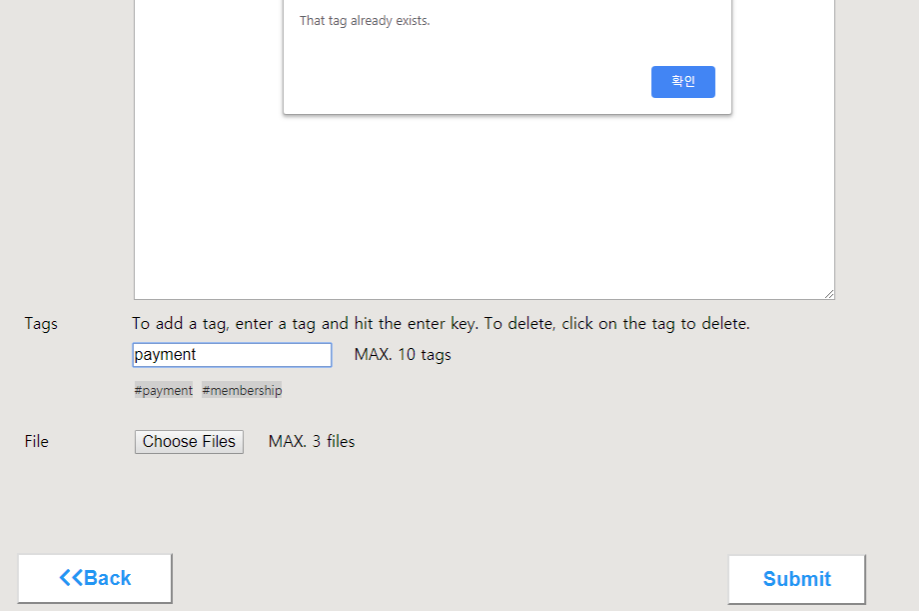 That tag already exists.
확인
Tags
To add a tag, enter a tag and hit the enter key. To delete, click on the tag to delete.
payment
MAX. 10 tags
#payment #membership
File
Choose Files
MAX. 3 files
<<Back
Submit